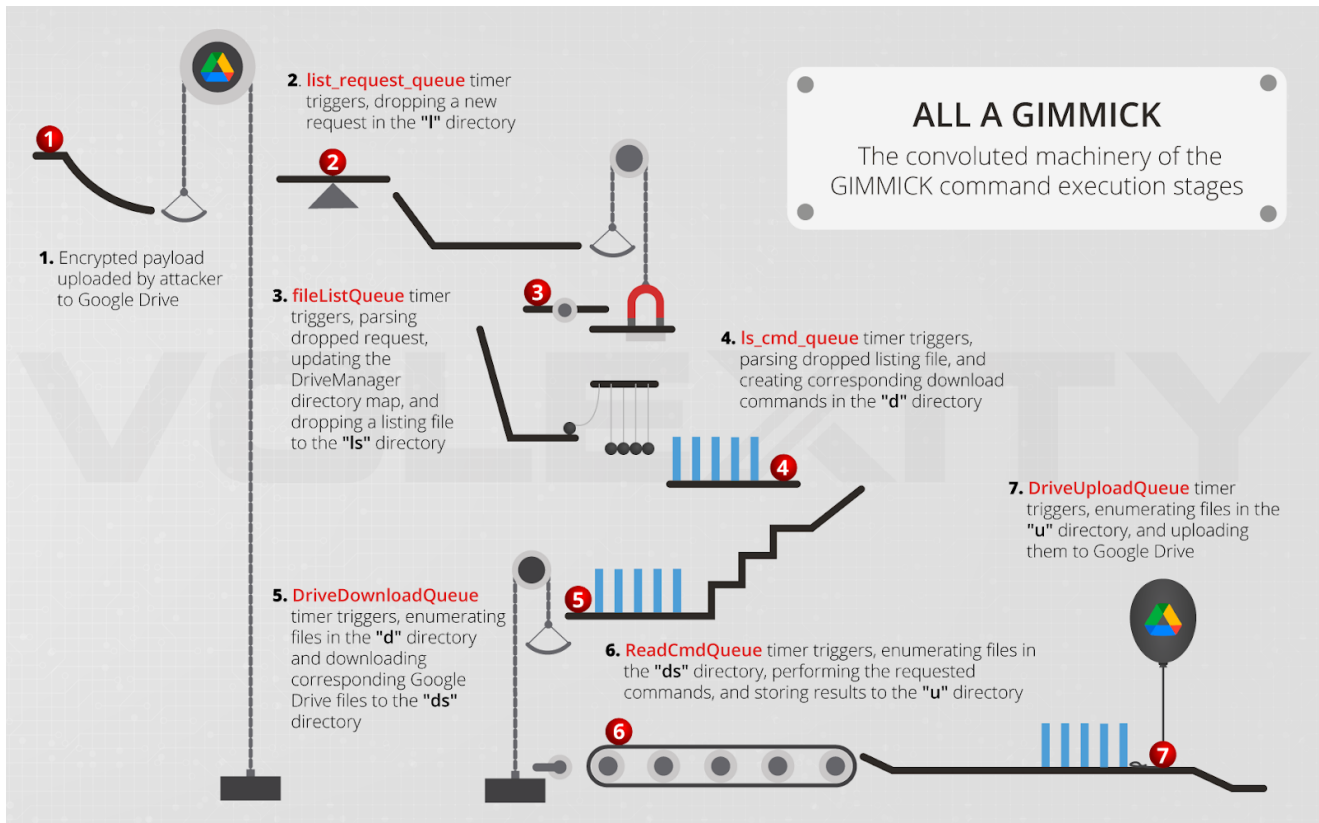 ALL A GIMMICK
The convoluted machinery of the
GIMMICK command execution stages
1
1. Encrypted payload
uploaded by attacker
to Google Drive
2. list_request_queue timer
triggers, dropping a new
request in the "l" directory
2
3. fileListQueue timer
triggers, parsing
dropped request,
updating the
DriveManager
directory map, and
dropping a listing file
to the "ls" directory
3
4. ls_cmd_queue timer triggers,
parsing dropped listing file, and
creating corresponding download
commands in the "d" directory
4
5. DriveDownloadQueue
timer triggers, enumerating
files in the "d" directory
and downloading
corresponding Google
Drive files to the "ds"
directory
5
6. ReadCmdQueue timer triggers, enumerating files in
the "ds" directory, performing the requested
commands, and storing results to the "u" directory
6
7. DriveUploadQueue timer
triggers, enumerating files in the
"u" directory, and uploading
them to Google Drive
7
VOLEXITY